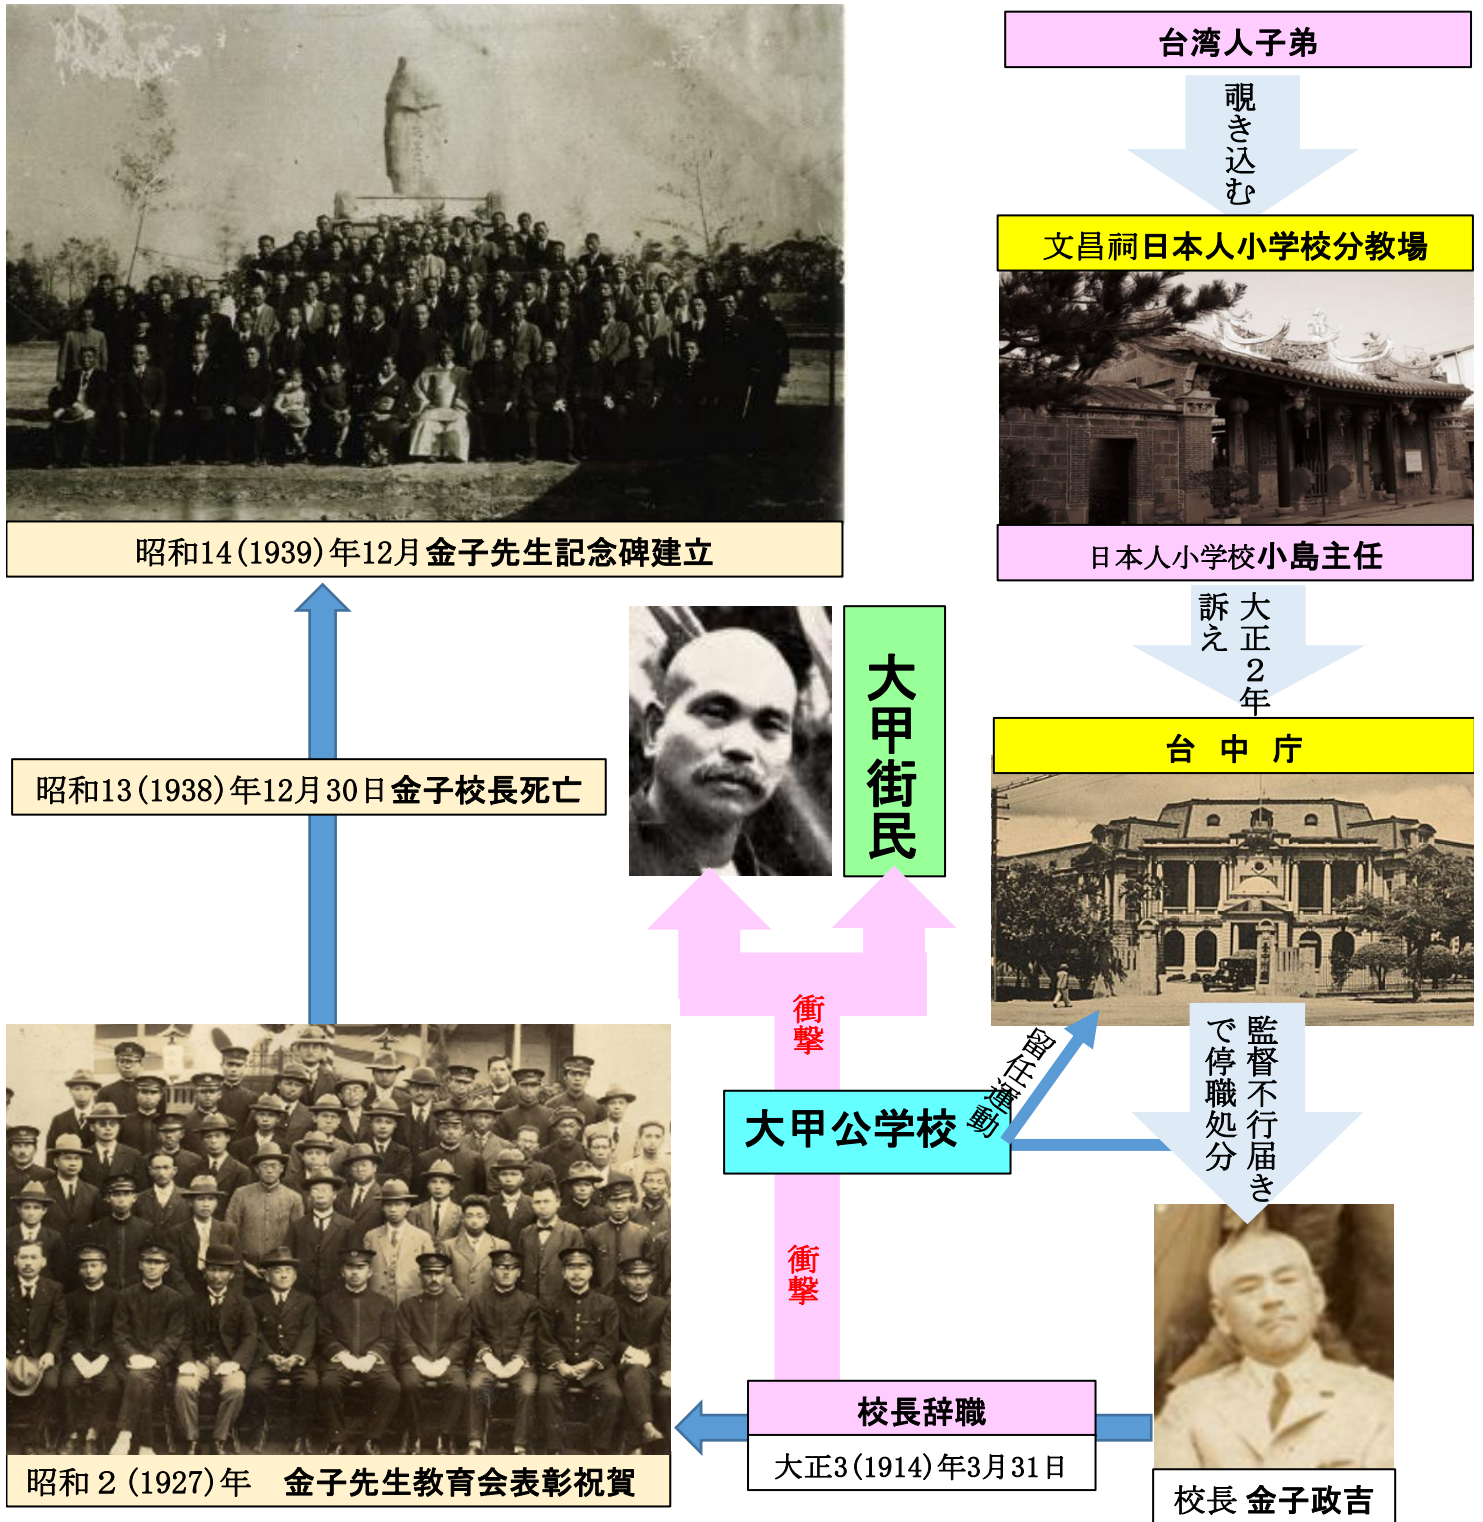 台湾人子弟
覗き込む
文昌祠日本人小学校分教場
日本人小学校小島主任
大正２年
訴え
台 中 庁
監督不行届き
で停職処分
校長 金子政吉
留任運動
大甲公学校
衝撃
衝撃
大甲街民
校長辞職
大正3(1914)年3月31日
昭和２(1927)年　金子先生教育会表彰祝賀
昭和13(1938)年12月30日金子校長死亡
昭和14(1939)年12月金子先生記念碑建立